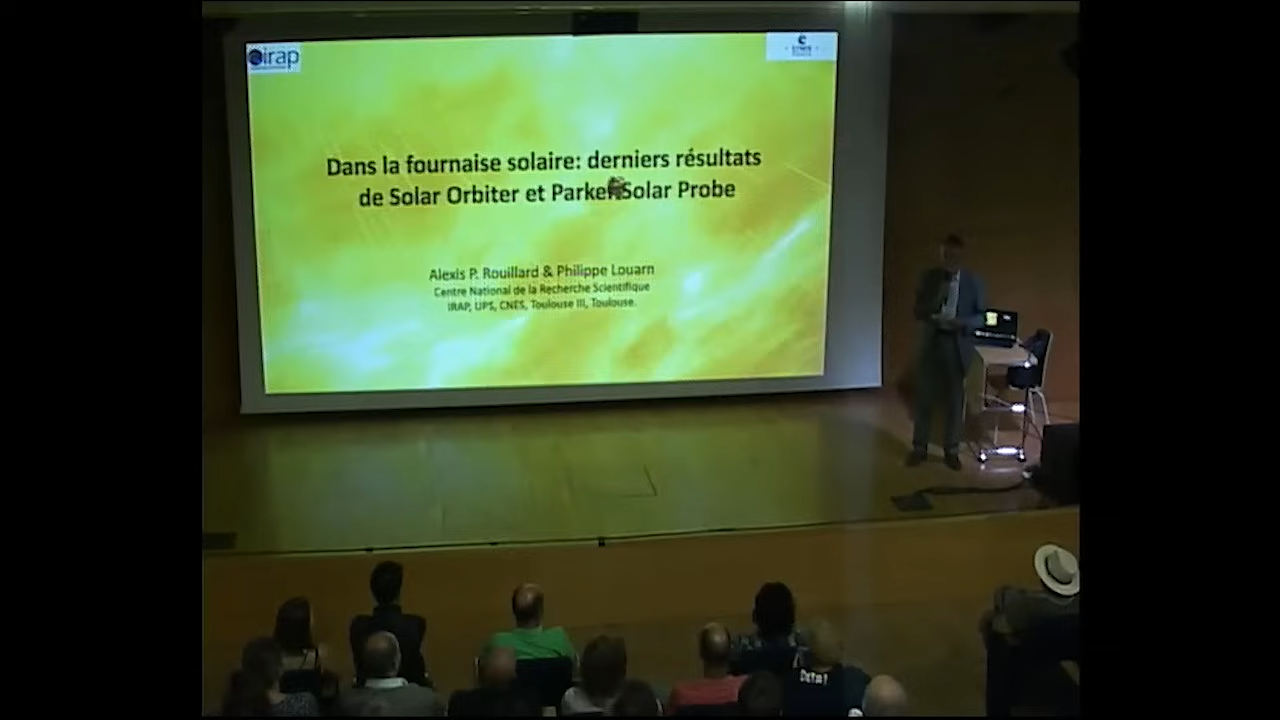 irap
Dans la fournaise solaire: derniers résultats
de Solar Orbiter et Parker Solar Probe
Alexis P. Rouillard & Philippe Louarn
Centre National de la Recherche Scientifique
IRAP, UPS, CNES, Toulouse III, Toulouse.